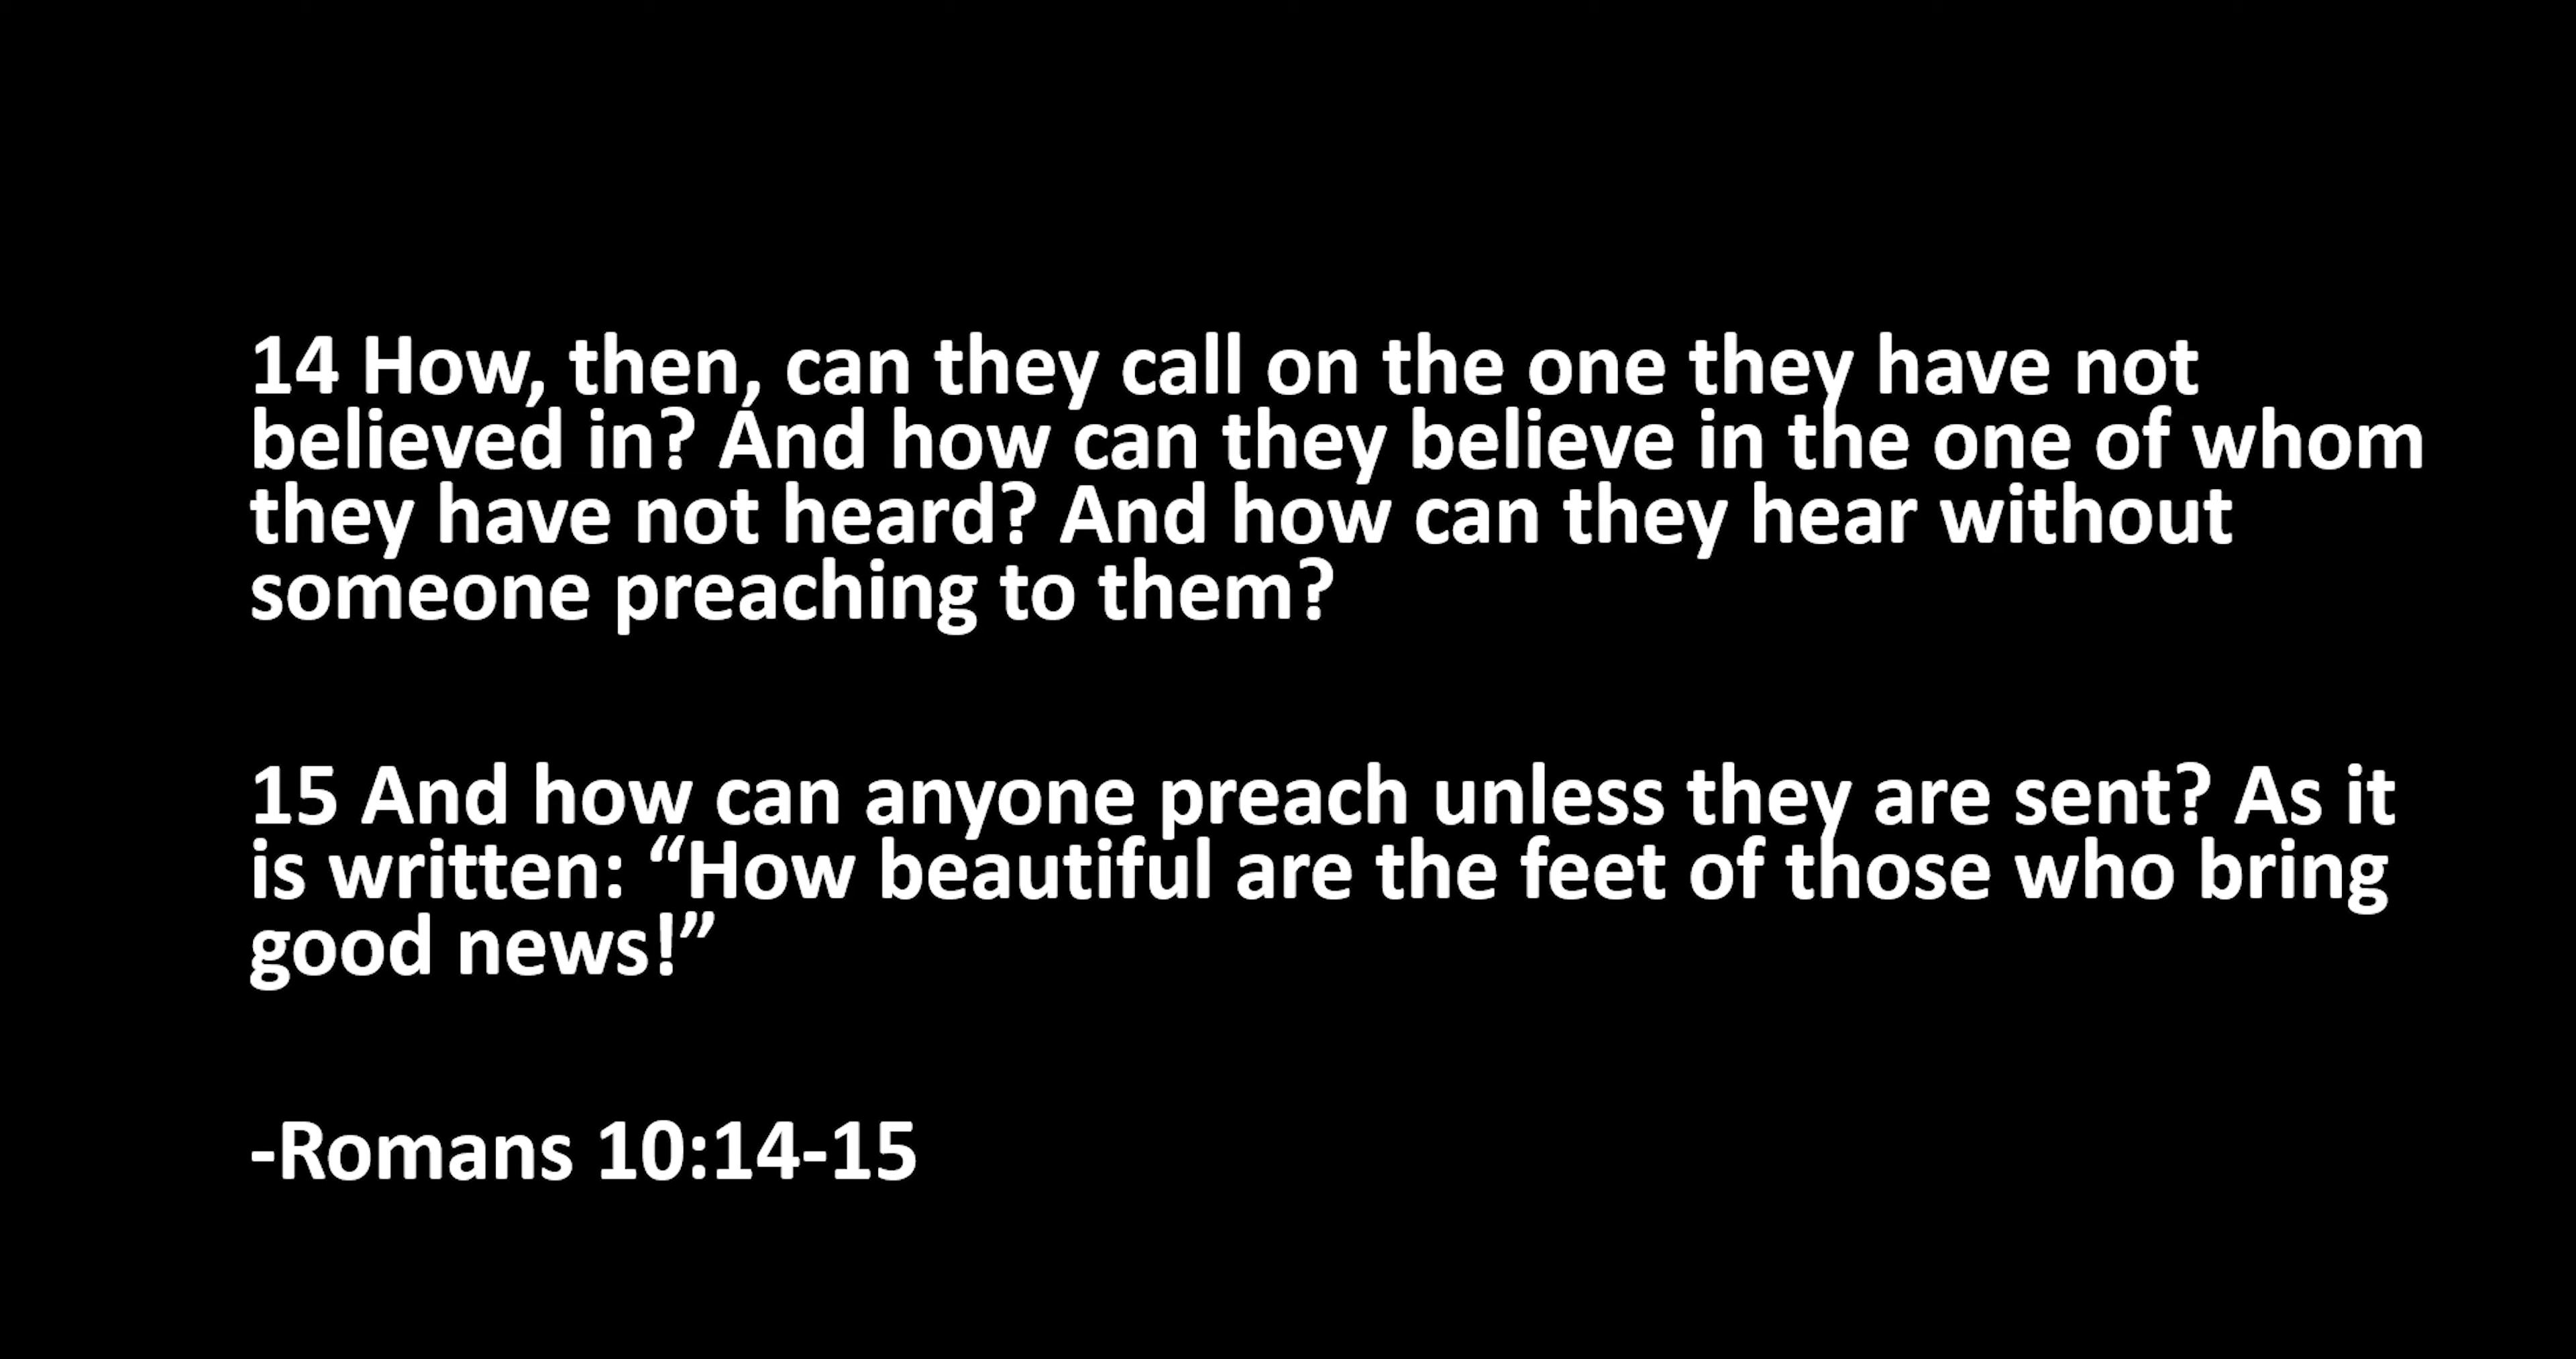 14 How, then, can they call on the one they have not
believed in? And how can they believe in the one of whom
they have not heard? And how can they hear without
someone preaching to them?
15 And how can anyone preach unless they are sent? As it
is written: “How beautiful are the feet of those who bring
good news!”
-Romans 10:14-15